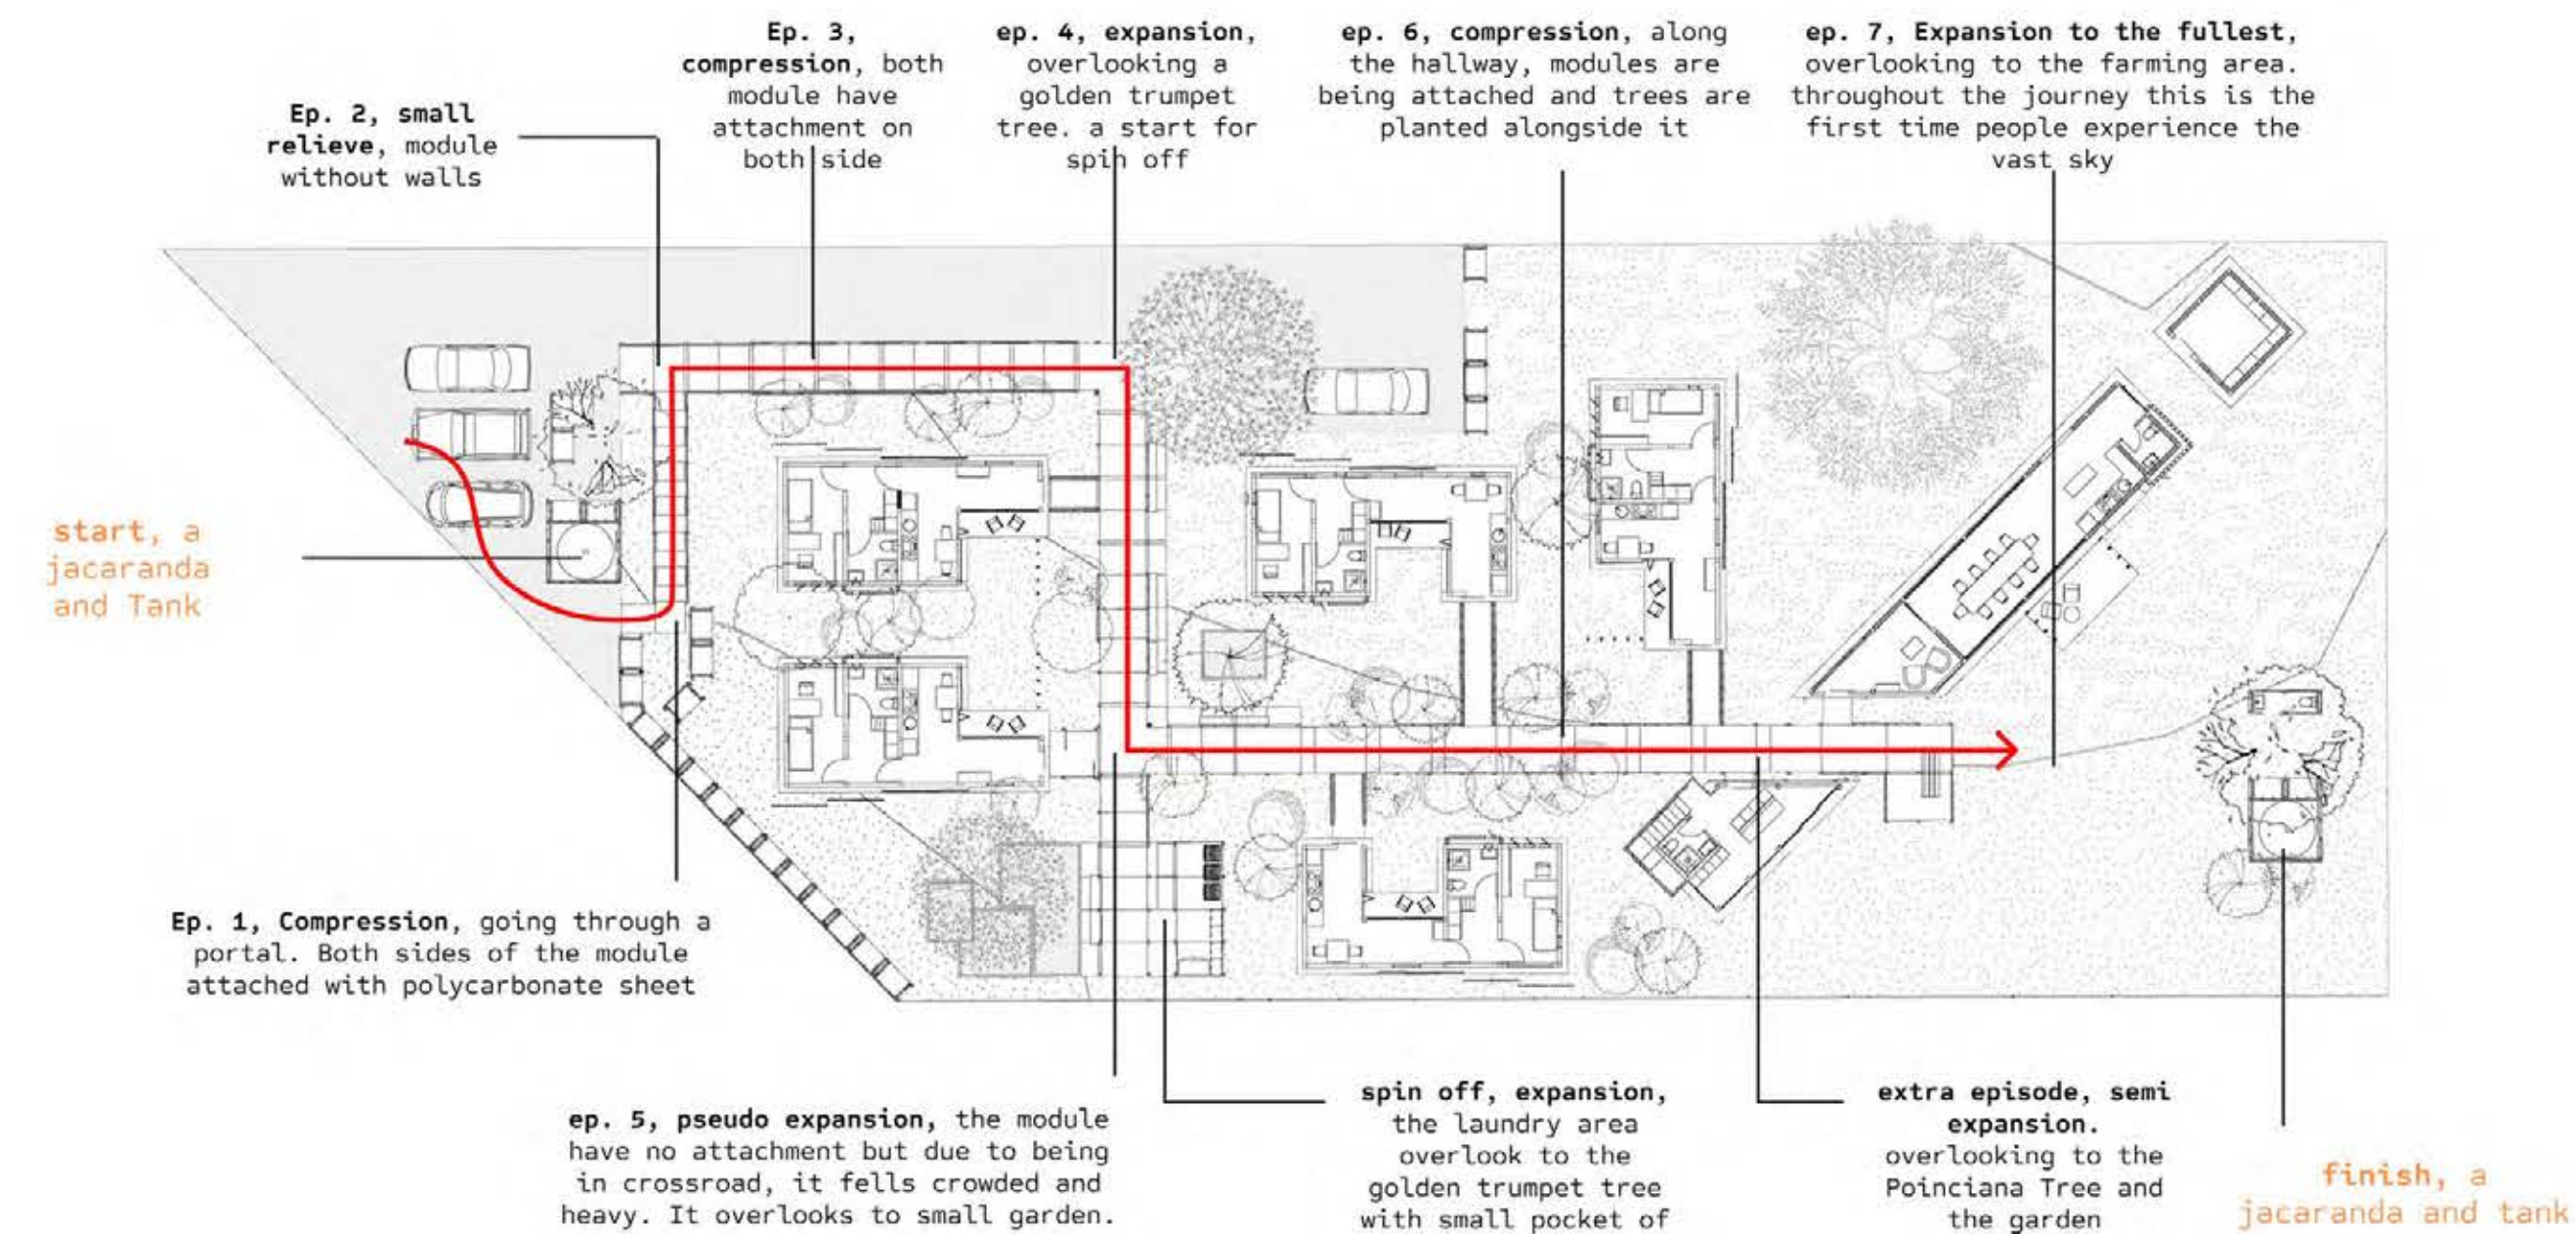 Ep. 2, small
relieve, module
without walls
Ep. 3,
compression, both
module have
attachment on
both side
ep. 4, expansion,
overlooking a
golden trumpet
tree. a start for
spin off
ep. 6, compression, along
the hallway, modules are
being attached and trees are
planted alongside it
ep. 7, Expansion to the fullest,
overlooking to the farming area.
throughout the journey this is the
first time people experience the
vast sky
start, a
jacaranda
and Tank
Ep. 1, Compression, going through a
portal. Both sides of the module
attached with polycarbonate sheet
ep. 5, pseudo expansion, the module
have no attachment but due to being
in crossroad, it fells crowded and
heavy. It overlooks to small garden.
spin off, expansion,
the laundry area
overlook to the
golden trumpet tree
with small pocket of
extra episode, semi
expansion.
overlooking to the
Poinciana Tree and
the garden
finish, a
jacaranda and tank